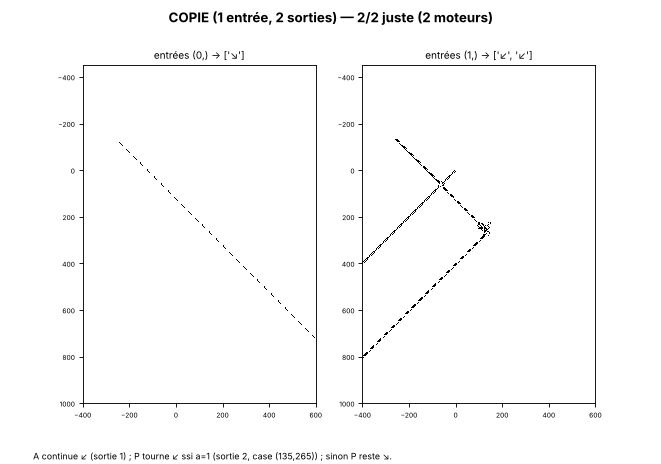 COPIE (1 entrée, 2 sorties) — 2/2 juste (2 moteurs)
entrées (0,) → ['↘']
entrées (1,) → ['↙', '↙']
−400
−200
0
200
400
600
800
1000
−400 −200 0 200 400 600
−400
−200
0
200
400
600
800
1000
−400 −200 0 200 400 600
A continue ↙ (sortie 1) ; P tourne ↙ ssi a=1 (sortie 2, case (135,265)) ; sinon P reste ↘.